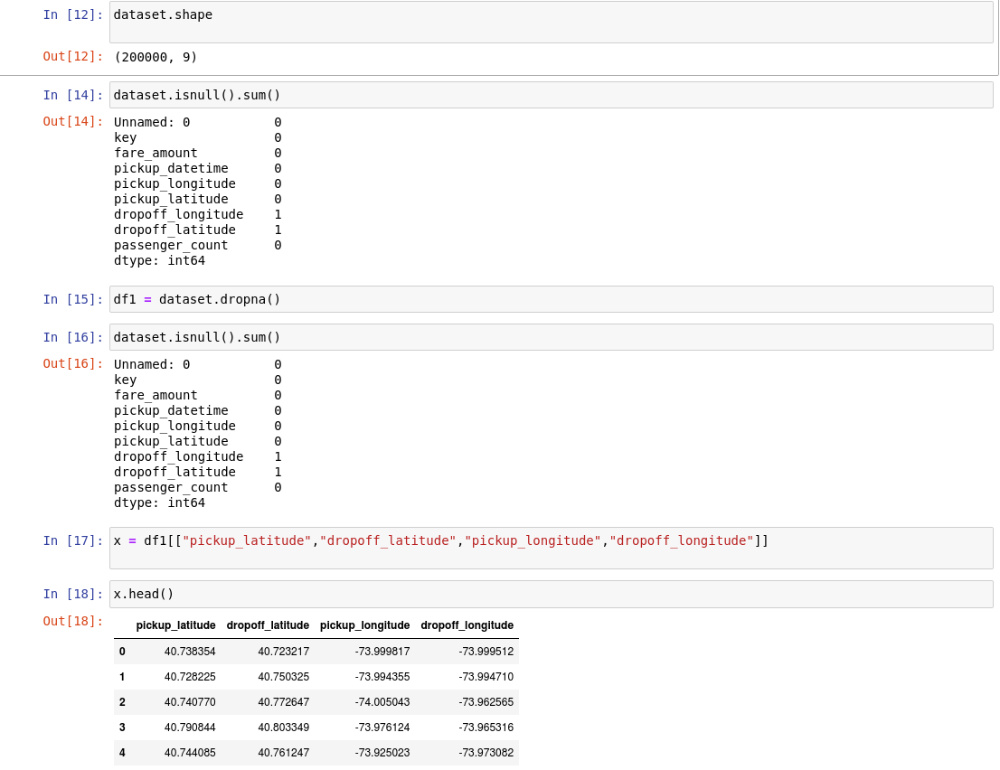 In [12]: dataset.shape
Out[12]: (200000, 9)
In [14]: dataset.isnull().sum()
Out[14]: Unnamed: 0 0
key 0
fare_amount 0
pickup_datetime 0
pickup_longitude 0
pickup_latitude 0
dropoff_longitude 1
dropoff_latitude 1
passenger_count 0
dtype: int64
In [15]: df1 = dataset.dropna()
In [16]: dataset.isnull().sum()
Out[16]: Unnamed: 0 0
key 0
fare_amount 0
pickup_datetime 0
pickup_longitude 0
pickup_latitude 0
dropoff_longitude 1
dropoff_latitude 1
passenger_count 0
dtype: int64
In [17]: x = df1[["pickup_latitude","dropoff_latitude","pickup_longitude","dropoff_longitude"]]
In [18]: x.head()
Out[18]:
pickup_latitude dropoff_latitude pickup_longitude dropoff_longitude
0 40.738354 40.723217 -73.999817 -73.999512
1 40.728225 40.750325 -73.994355 -73.994710
2 40.740770 40.772647 -74.005043 -73.962565
3 40.790844 40.803349 -73.976124 -73.965316
4 40.744085 40.761247 -73.925023 -73.973082